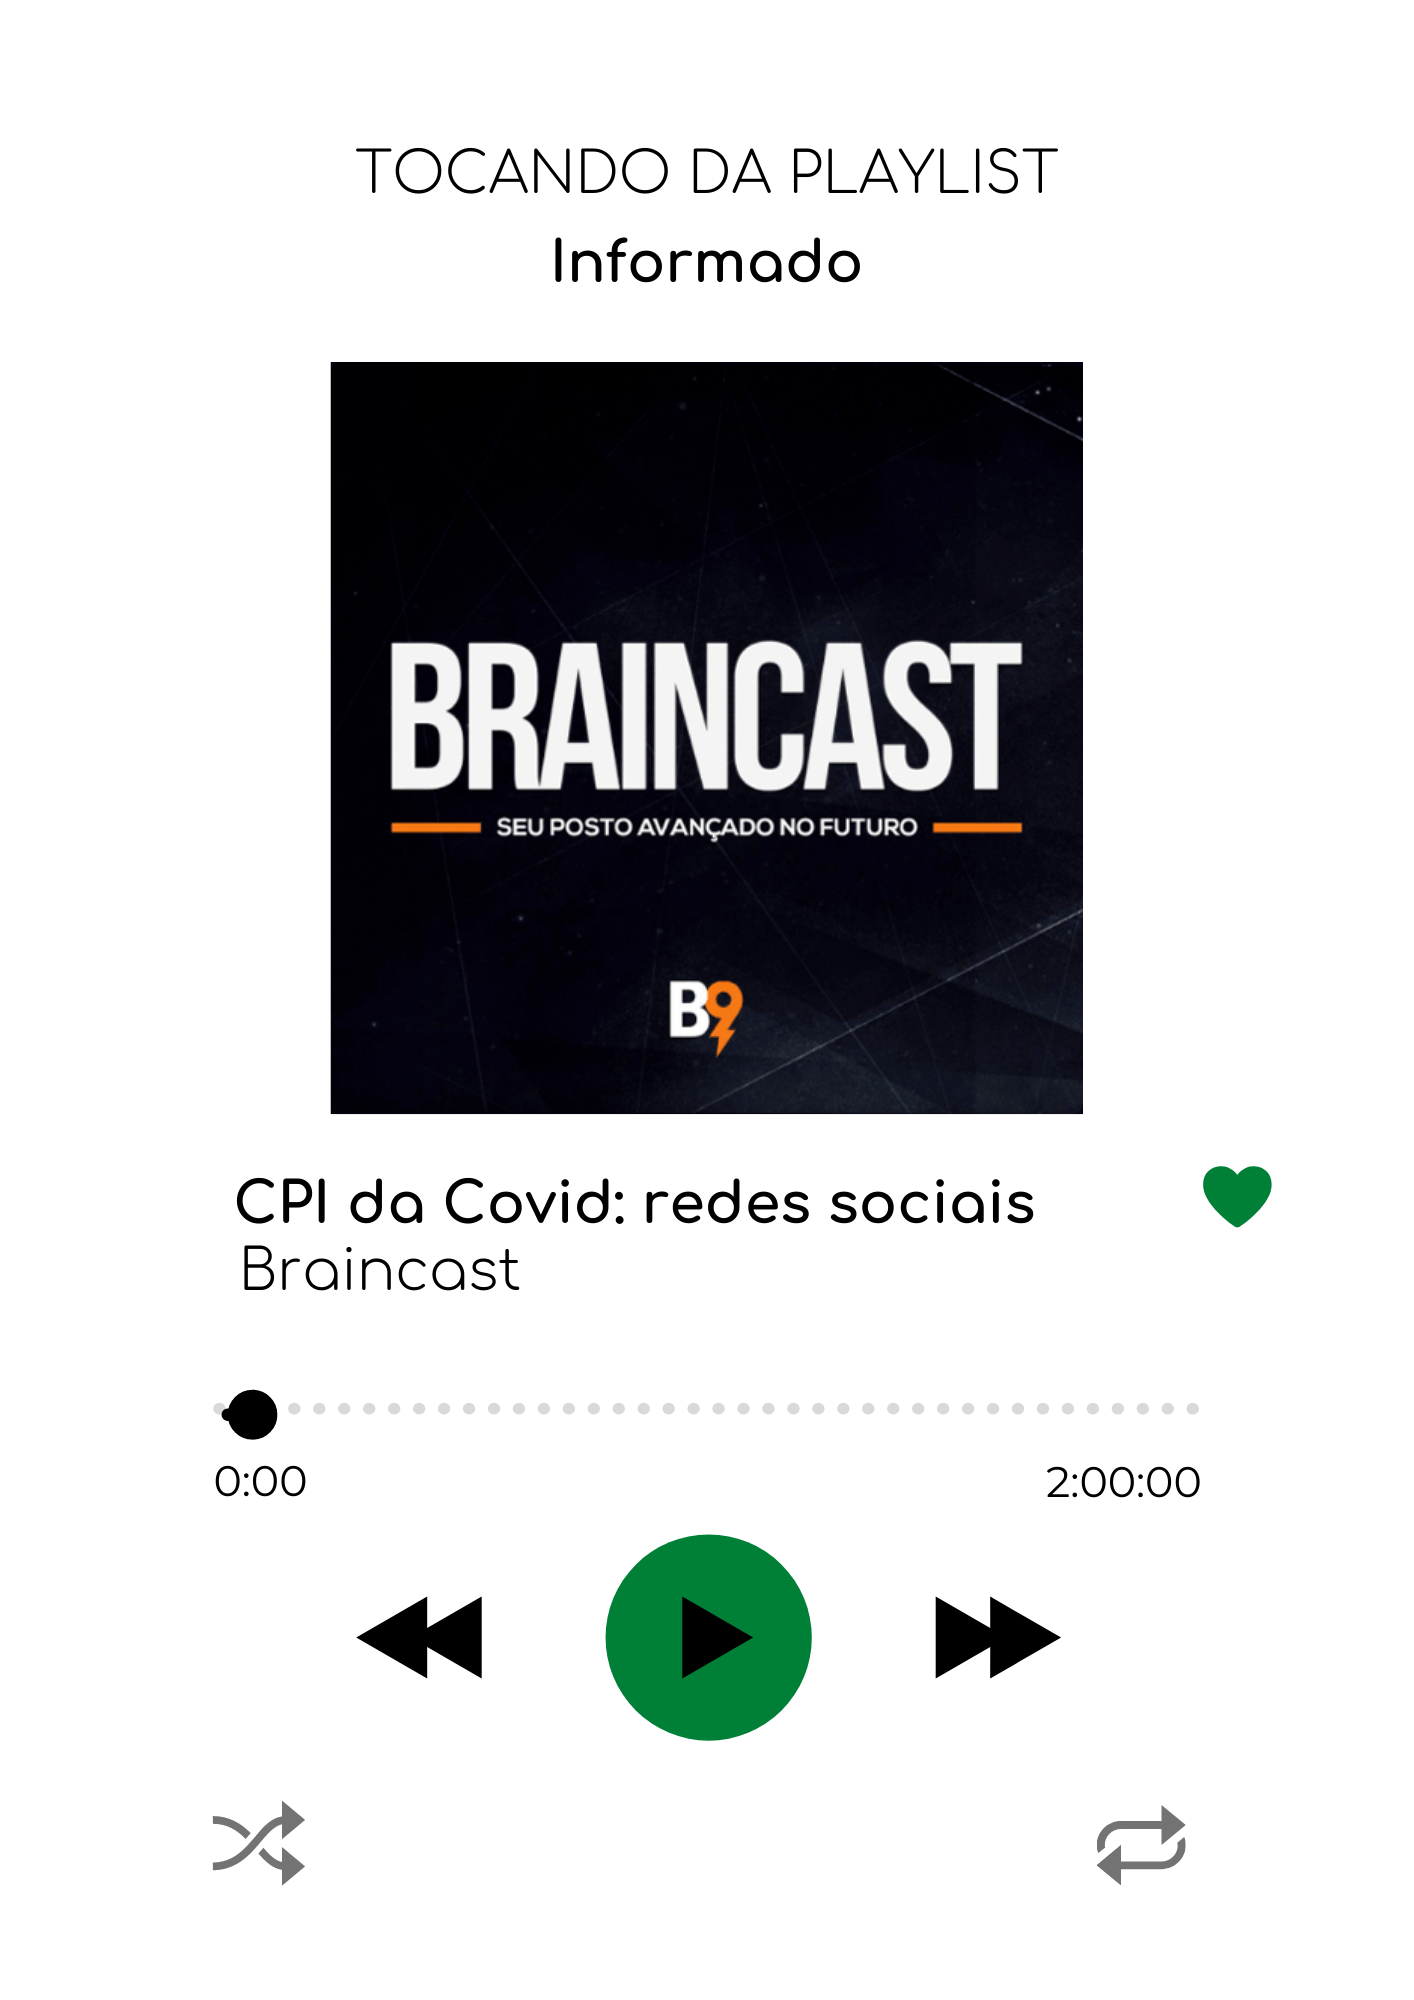 TOCANDO DA PLAYLIST
Informado
BRAINCAST
SEU POSTO AVANÇADO NO FUTURO
B9
CPI da Covid: redes sociais
Braincast
0:00
2:00:00